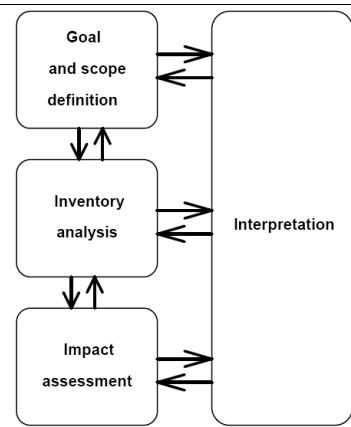 Goal
and scope
definition
Inventory
analysis
Impact
assessment
Interpretation